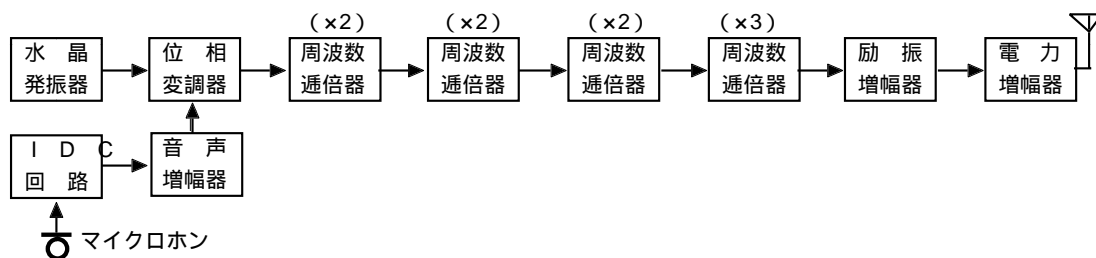 (×2) (×2) (×2) (×3)
水 晶 位 相 周波数 周波数 周波数 周波数 励 振 電 力
発振器 変調器 逓倍器 逓倍器 逓倍器 逓倍器 増幅器 増幅器
I D C 音 声
回 路 増幅器
マイクロホン